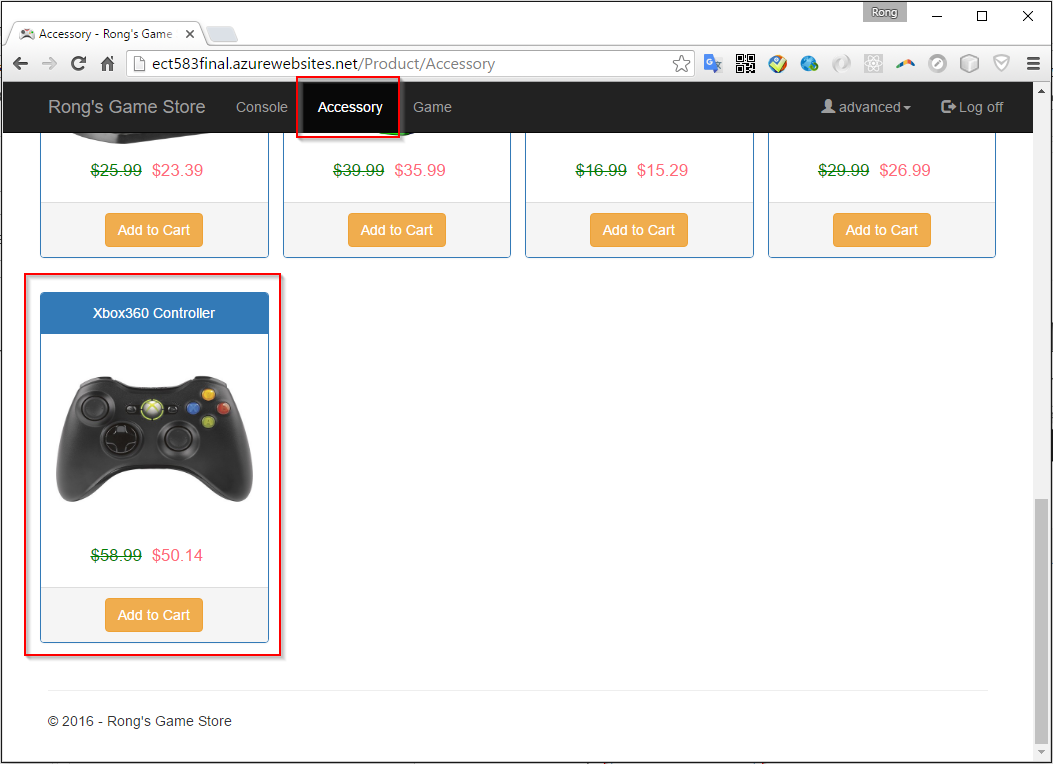 Rong
Accessory - Rong's Game
ect583final.azurewebsites.net/Product/Accessory
Rong's Game Store Console Accessory Game advanced Log off
$25.99 $23.39 $39.99 $35.99 $16.99 $15.29 $29.99 $26.99
Add to Cart Add to Cart Add to Cart Add to Cart
Xbox360 Controller
$58.99 $50.14
Add to Cart
© 2016 - Rong's Game Store